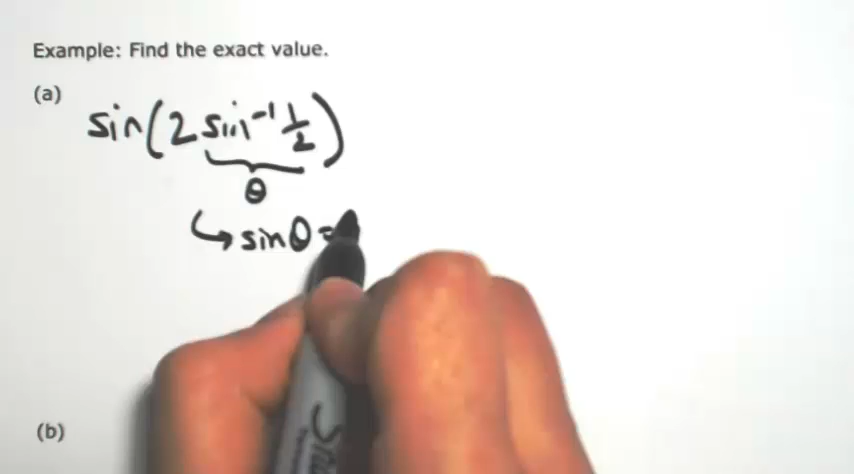 Example: Find the exact value.
(a)
sin(2 sin⁻¹ 1/2)
θ
↳ sinθ =
(b)